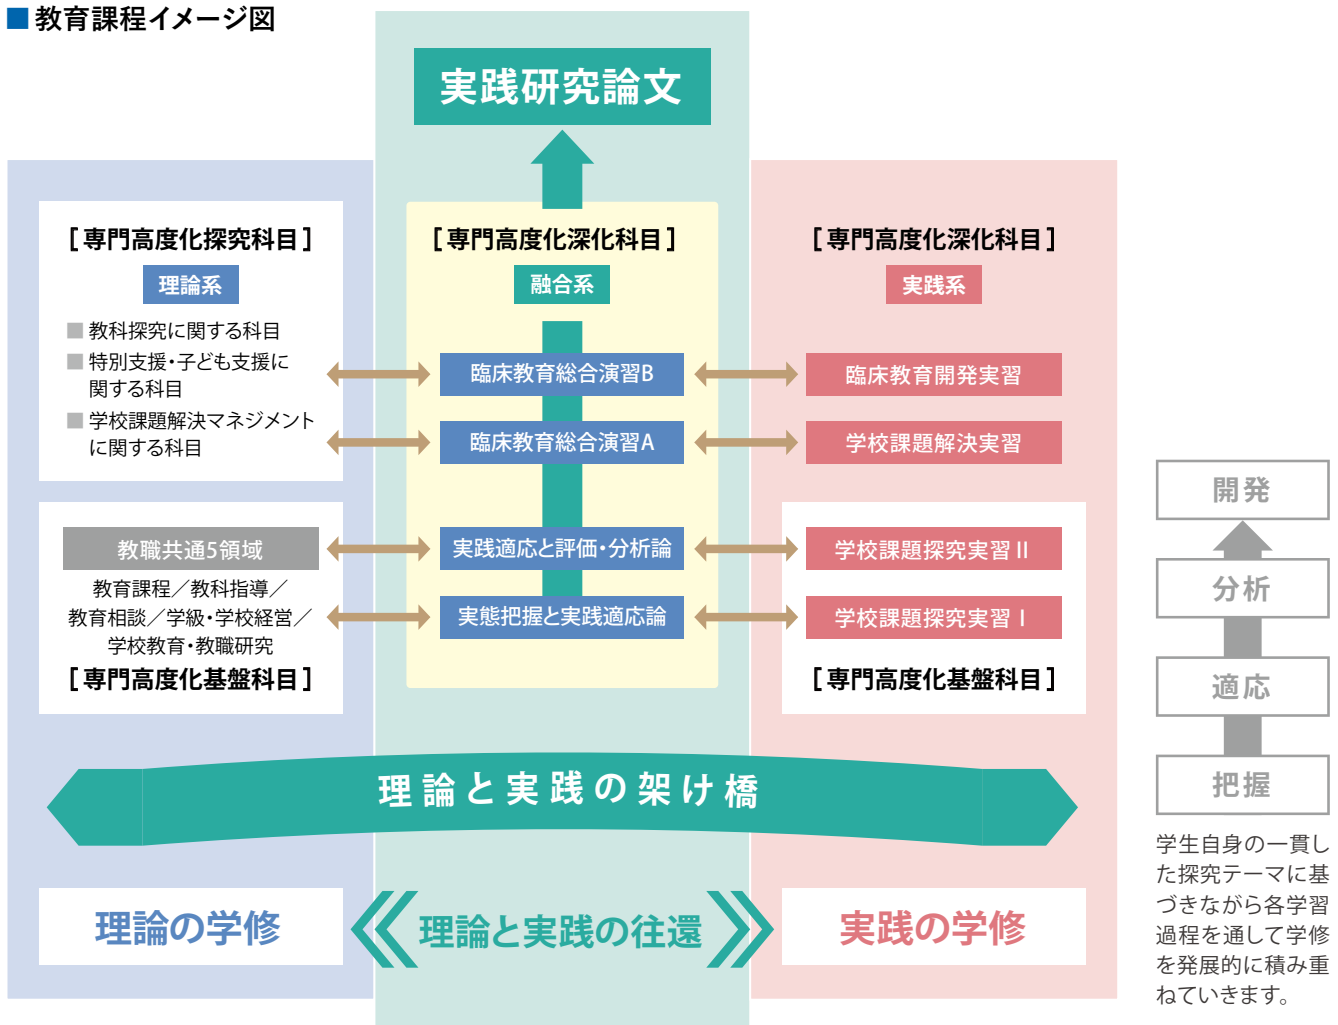 ■教育課程イメージ図
実践研究論文
[専門高度化探究科目]
理論系
■ 教科探究に関する科目
■ 特別支援・子ども支援に
関する科目
■ 学校課題解決マネジメント
に関する科目
教職共通5領域
教育課程／教科指導／
教育相談／学級・学校経営／
学校教育・教職研究
[専門高度化基盤科目]
[専門高度化深化科目]
融合系
臨床教育総合演習B
臨床教育総合演習A
実践適応と評価・分析論
実態把握と実践適応論
[専門高度化深化科目]
実践系
臨床教育開発実習
学校課題解決実習
学校課題探究実習Ⅱ
学校課題探究実習Ⅰ
[専門高度化基盤科目]
理論と実践の架け橋
理論の学修
理論と実践の往還
実践の学修
開発
分析
適応
把握
学生自身の一貫し
た探究テーマに基
づきながら各学習
過程を通して学修
を発展的に積み重
ねていきます。